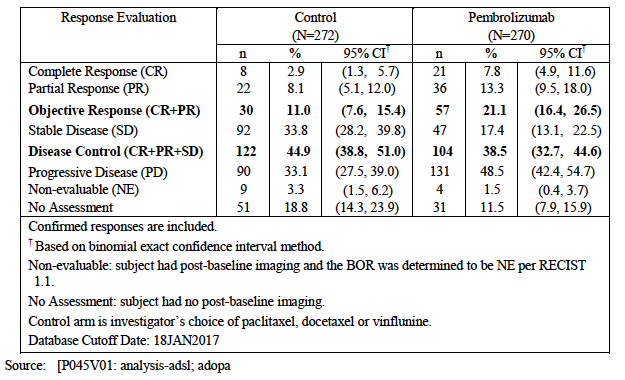 Response Evaluation Control Pembrolizumab
(N=272) (N=270)
n % 95% CI† n % 95% CI†
Complete Response (CR) 8 2.9 (1.3, 5.7) 21 7.8 (4.9, 11.6)
Partial Response (PR) 22 8.1 (5.1, 12.0) 36 13.3 (9.5, 18.0)
Objective Response (CR+PR) 30 11.0 (7.6, 15.4) 57 21.1 (16.4, 26.5)
Stable Disease (SD) 92 33.8 (28.2, 39.8) 47 17.4 (13.1, 22.5)
Disease Control (CR+PR+SD) 122 44.9 (38.8, 51.0) 104 38.5 (32.7, 44.6)
Progressive Disease (PD) 90 33.1 (27.5, 39.0) 131 48.5 (42.4, 54.7)
Non-evaluable (NE) 9 3.3 (1.5, 6.2) 4 1.5 (0.4, 3.7)
No Assessment 51 18.8 (14.3, 23.9) 31 11.5 (7.9, 15.9)
Confirmed responses are included.
† Based on binomial exact confidence interval method.
Non-evaluable: subject had post-baseline imaging and the BOR was determined to be NE per RECIST
1.1.
No Assessment: subject had no post-baseline imaging.
Control arm is investigator's choice of paclitaxel, docetaxel or vinflunine.
Database Cutoff Date: 18JAN2017
Source: [P045V01: analysis-adsl; adopa